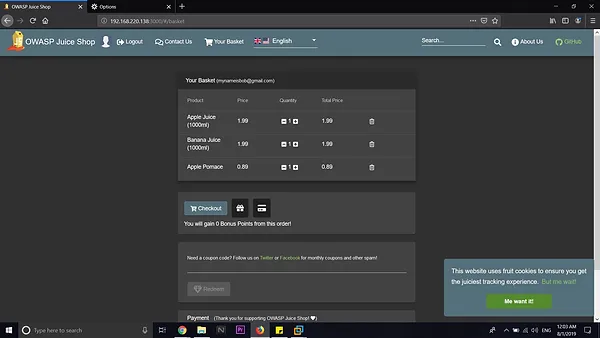 OWASP Juice Shop
Options
192.168.220.138:3000/#/basket
OWASP Juice Shop
Logout
Contact Us
Your Basket
English
Search...
About Us
GitHub
Your Basket (mynameisbob@gmail.com)
Product Price Quantity Total Price
Apple Juice (1000ml) 1.99 1 1.99
Banana Juice (1000ml) 1.99 1 1.99
Apple Pomace 0.89 1 0.89
Checkout
You will gain 0 Bonus Points from this order!
Need a coupon code? Follow us on Twitter or Facebook for monthly coupons and other spam!
Redeem
Payment (Thank you for supporting OWASP Juice Shop! ♥)
This website uses fruit cookies to ensure you
get the juiciest tracking experience. But me wait!
Me want it!
Type here to search
ENG
12:03 AM
8/1/2019